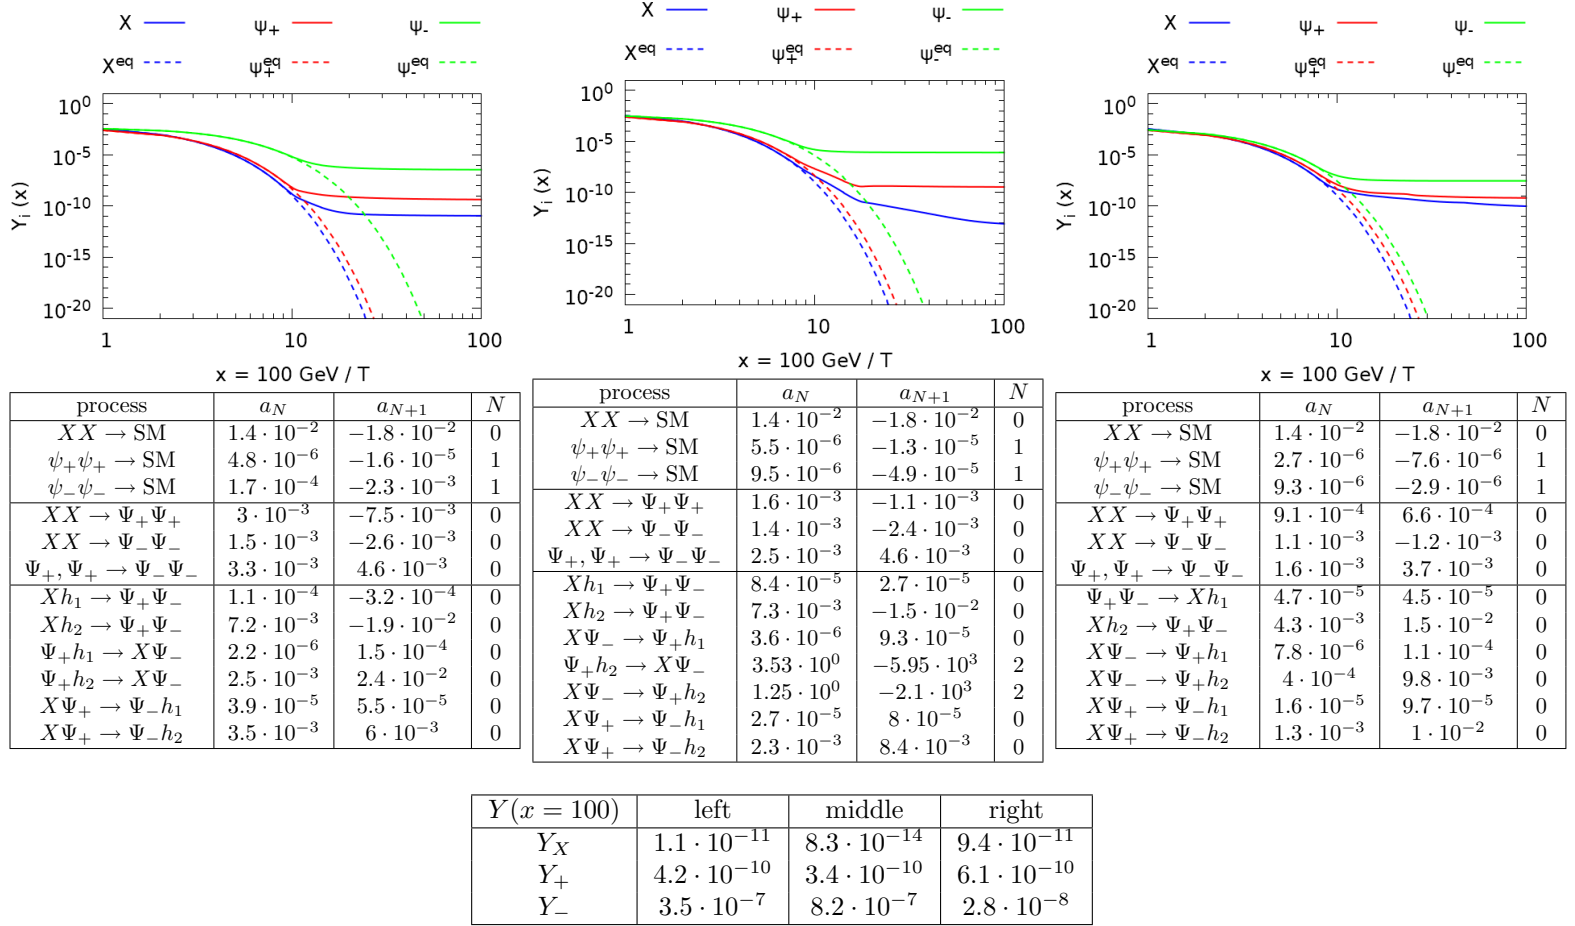 X ψ₊ ψ₋
Xᵉq ψ₊ᵉq ψ₋ᵉq
10⁰
10⁻⁵
10⁻¹⁰
10⁻¹⁵
10⁻²⁰
Yᵢ (x)
1 10 100
x = 100 GeV / T
process a_N a_{N+1} N
XX → SM 1.4 · 10⁻² −1.8 · 10⁻² 0
ψ₊ψ₊ → SM 4.8 · 10⁻⁶ −1.6 · 10⁻⁵ 1
ψ₋ψ₋ → SM 1.7 · 10⁻⁴ −2.3 · 10⁻³ 1
XX → Ψ₊Ψ₊ 3 · 10⁻³ −7.5 · 10⁻³ 0
XX → Ψ₋Ψ₋ 1.5 · 10⁻³ −2.6 · 10⁻³ 0
Ψ₊, Ψ₊ → Ψ₋Ψ₋ 3.3 · 10⁻³ 4.6 · 10⁻³ 0
Xh₁ → Ψ₊Ψ₋ 1.1 · 10⁻⁴ −3.2 · 10⁻⁴ 0
Xh₂ → Ψ₊Ψ₋ 7.2 · 10⁻³ −1.9 · 10⁻² 0
Ψ₊h₁ → XΨ₋ 2.2 · 10⁻⁶ 1.5 · 10⁻⁴ 0
Ψ₊h₂ → XΨ₋ 2.5 · 10⁻³ 2.4 · 10⁻² 0
XΨ₊ → Ψ₋h₁ 3.9 · 10⁻⁵ 5.5 · 10⁻⁵ 0
XΨ₊ → Ψ₋h₂ 3.5 · 10⁻³ 6 · 10⁻³ 0
X ψ₊ ψ₋
Xᵉq ψ₊ᵉq ψ₋ᵉq
10⁰
10⁻⁵
10⁻¹⁰
10⁻¹⁵
10⁻²⁰
Yᵢ (x)
1 10 100
x = 100 GeV / T
process a_N a_{N+1} N
XX → SM 1.4 · 10⁻² −1.8 · 10⁻² 0
ψ₊ψ₊ → SM 5.5 · 10⁻⁶ −1.3 · 10⁻⁵ 1
ψ₋ψ₋ → SM 9.5 · 10⁻⁶ −4.9 · 10⁻⁵ 1
XX → Ψ₊Ψ₊ 1.6 · 10⁻³ −1.1 · 10⁻³ 0
XX → Ψ₋Ψ₋ 1.4 · 10⁻³ −2.4 · 10⁻³ 0
Ψ₊, Ψ₊ → Ψ₋Ψ₋ 2.5 · 10⁻³ 4.6 · 10⁻³ 0
Xh₁ → Ψ₊Ψ₋ 8.4 · 10⁻⁵ 2.7 · 10⁻⁵ 0
Xh₂ → Ψ₊Ψ₋ 7.3 · 10⁻³ −1.5 · 10⁻² 0
XΨ₋ → Ψ₊h₁ 3.6 · 10⁻⁶ 9.3 · 10⁻⁵ 0
Ψ₊h₂ → XΨ₋ 3.53 · 10⁰ −5.95 · 10³ 2
XΨ₋ → Ψ₊h₂ 1.25 · 10⁰ −2.1 · 10³ 2
XΨ₊ → Ψ₋h₁ 2.7 · 10⁻⁵ 8 · 10⁻⁵ 0
XΨ₊ → Ψ₋h₂ 2.3 · 10⁻³ 8.4 · 10⁻³ 0
X ψ₊ ψ₋
Xᵉq ψ₊ᵉq ψ₋ᵉq
10⁰
10⁻⁵
10⁻¹⁰
10⁻¹⁵
10⁻²⁰
Yᵢ (x)
1 10 100
x = 100 GeV / T
process a_N a_{N+1} N
XX → SM 1.4 · 10⁻² −1.8 · 10⁻² 0
ψ₊ψ₊ → SM 2.7 · 10⁻⁶ −7.6 · 10⁻⁶ 1
ψ₋ψ₋ → SM 9.3 · 10⁻⁶ −2.9 · 10⁻⁶ 1
XX → Ψ₊Ψ₊ 9.1 · 10⁻⁴ 6.6 · 10⁻⁴ 0
XX → Ψ₋Ψ₋ 1.1 · 10⁻³ −1.2 · 10⁻³ 0
Ψ₊, Ψ₊ → Ψ₋Ψ₋ 1.6 · 10⁻³ 3.7 · 10⁻³ 0
Ψ₊Ψ₋ → Xh₁ 4.7 · 10⁻⁵ 4.5 · 10⁻⁵ 0
Xh₂ → Ψ₊Ψ₋ 4.3 · 10⁻³ 1.5 · 10⁻² 0
XΨ₋ → Ψ₊h₁ 7.8 · 10⁻⁶ 1.1 · 10⁻⁴ 0
XΨ₋ → Ψ₊h₂ 4 · 10⁻⁴ 9.8 · 10⁻³ 0
XΨ₊ → Ψ₋h₁ 1.6 · 10⁻⁵ 9.7 · 10⁻⁵ 0
XΨ₊ → Ψ₋h₂ 1.3 · 10⁻³ 1 · 10⁻² 0
Y(x = 100) left middle right
Y_X 1.1 · 10⁻¹¹ 8.3 · 10⁻¹⁴ 9.4 · 10⁻¹¹
Y₊ 4.2 · 10⁻¹⁰ 3.4 · 10⁻¹⁰ 6.1 · 10⁻¹⁰
Y₋ 3.5 · 10⁻⁷ 8.2 · 10⁻⁷ 2.8 · 10⁻⁸